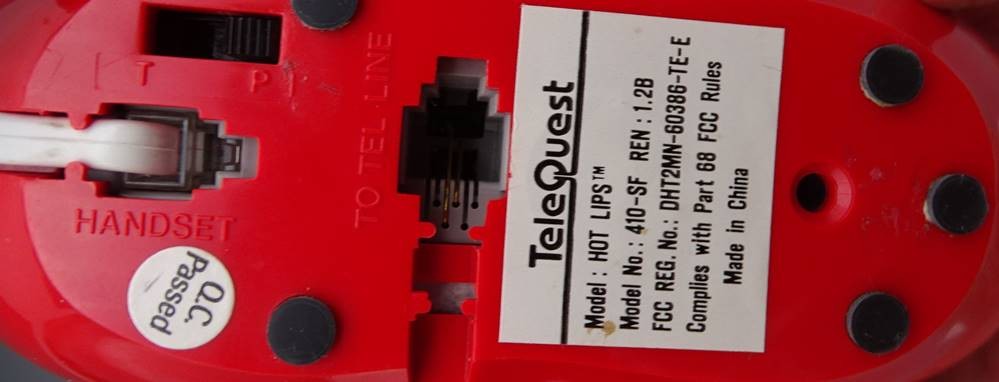 T P
HANDSET
Q.C.
Passed
TO TEL LINE
TeleQuest
Model : HOT LIPS™
Model No.: 410-SF REN : 1.2B
FCC REG. No.: DHT2MN-60386-TE-E
Complies with Part 68 FCC Rules
Made in China